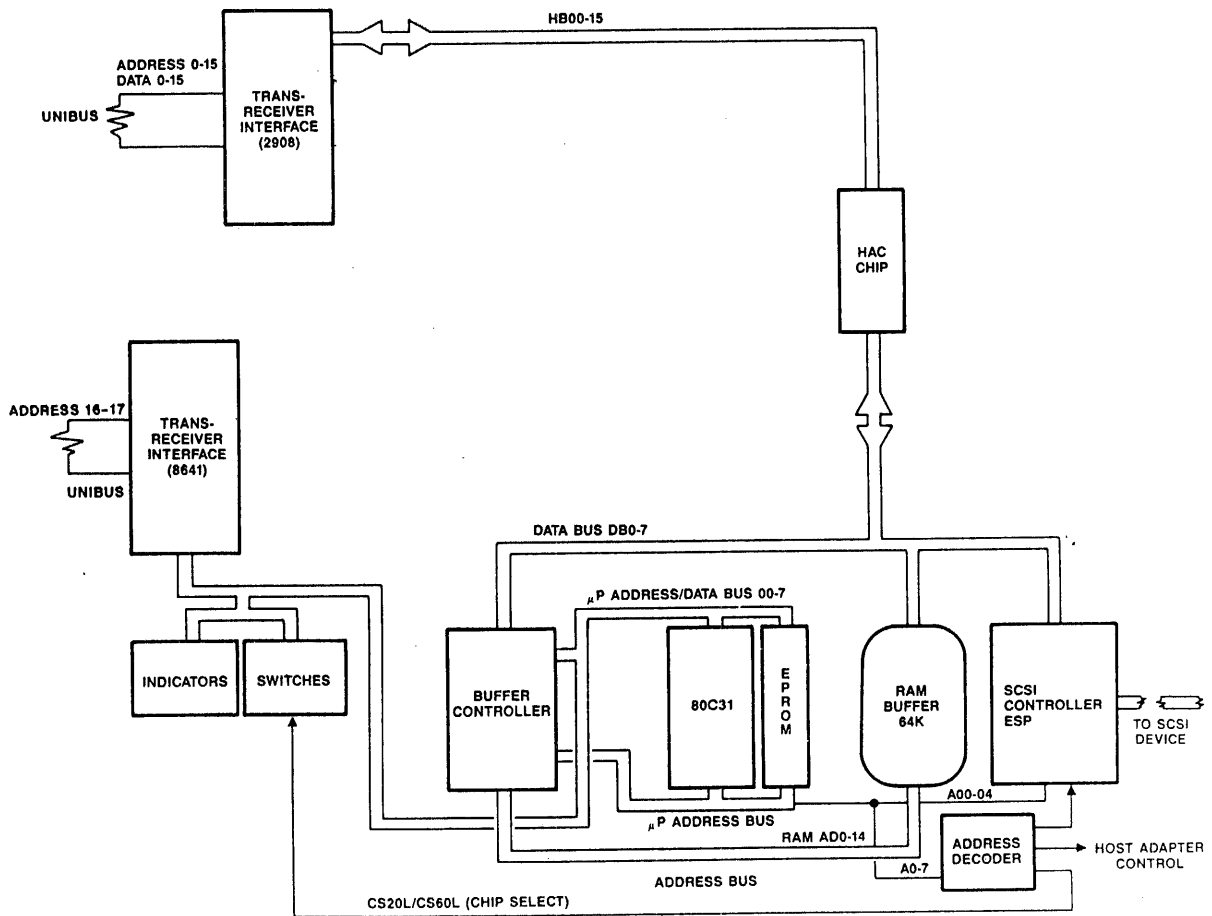 HB00-15
ADDRESS 0-15
DATA 0-15
UNIBUS
TRANS-
RECEIVER
INTERFACE
(2908)
HAC
CHIP
ADDRESS 16-17
UNIBUS
TRANS-
RECEIVER
INTERFACE
(8641)
DATA BUS DB0-7
μP ADDRESS/DATA BUS 00-7
INDICATORS
SWITCHES
BUFFER
CONTROLLER
80C31
EPROM
RAM
BUFFER
64K
SCSI
CONTROLLER
ESP
TO SCSI
DEVICE
A00-04
μP ADDRESS BUS
RAM AD0-14
ADDRESS
DECODER
HOST ADAPTER
CONTROL
A0-7
ADDRESS BUS
CS20L/CS60L (CHIP SELECT)